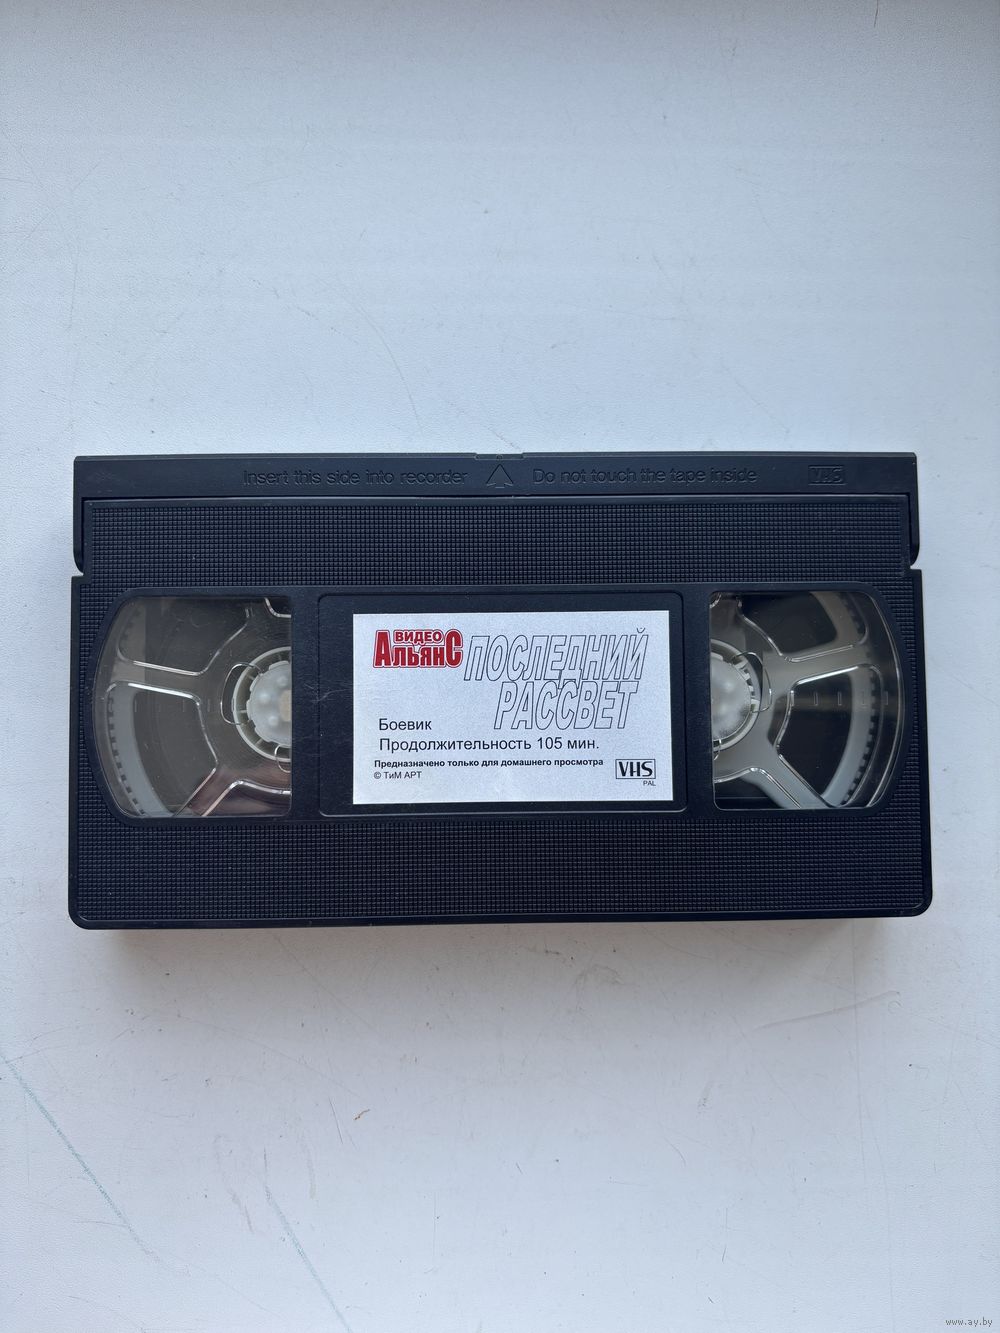 Insert this side into recorder Do not touch the tape inside VHS
ВИДЕО
АЛЬЯНС
ПОСЛЕДНИЙ
РАССВЕТ
Боевик
Продолжительность 105 мин.
Предназначено только для домашнего просмотра
© ТиМ АРТ
VHS
PAL
www.ay.by